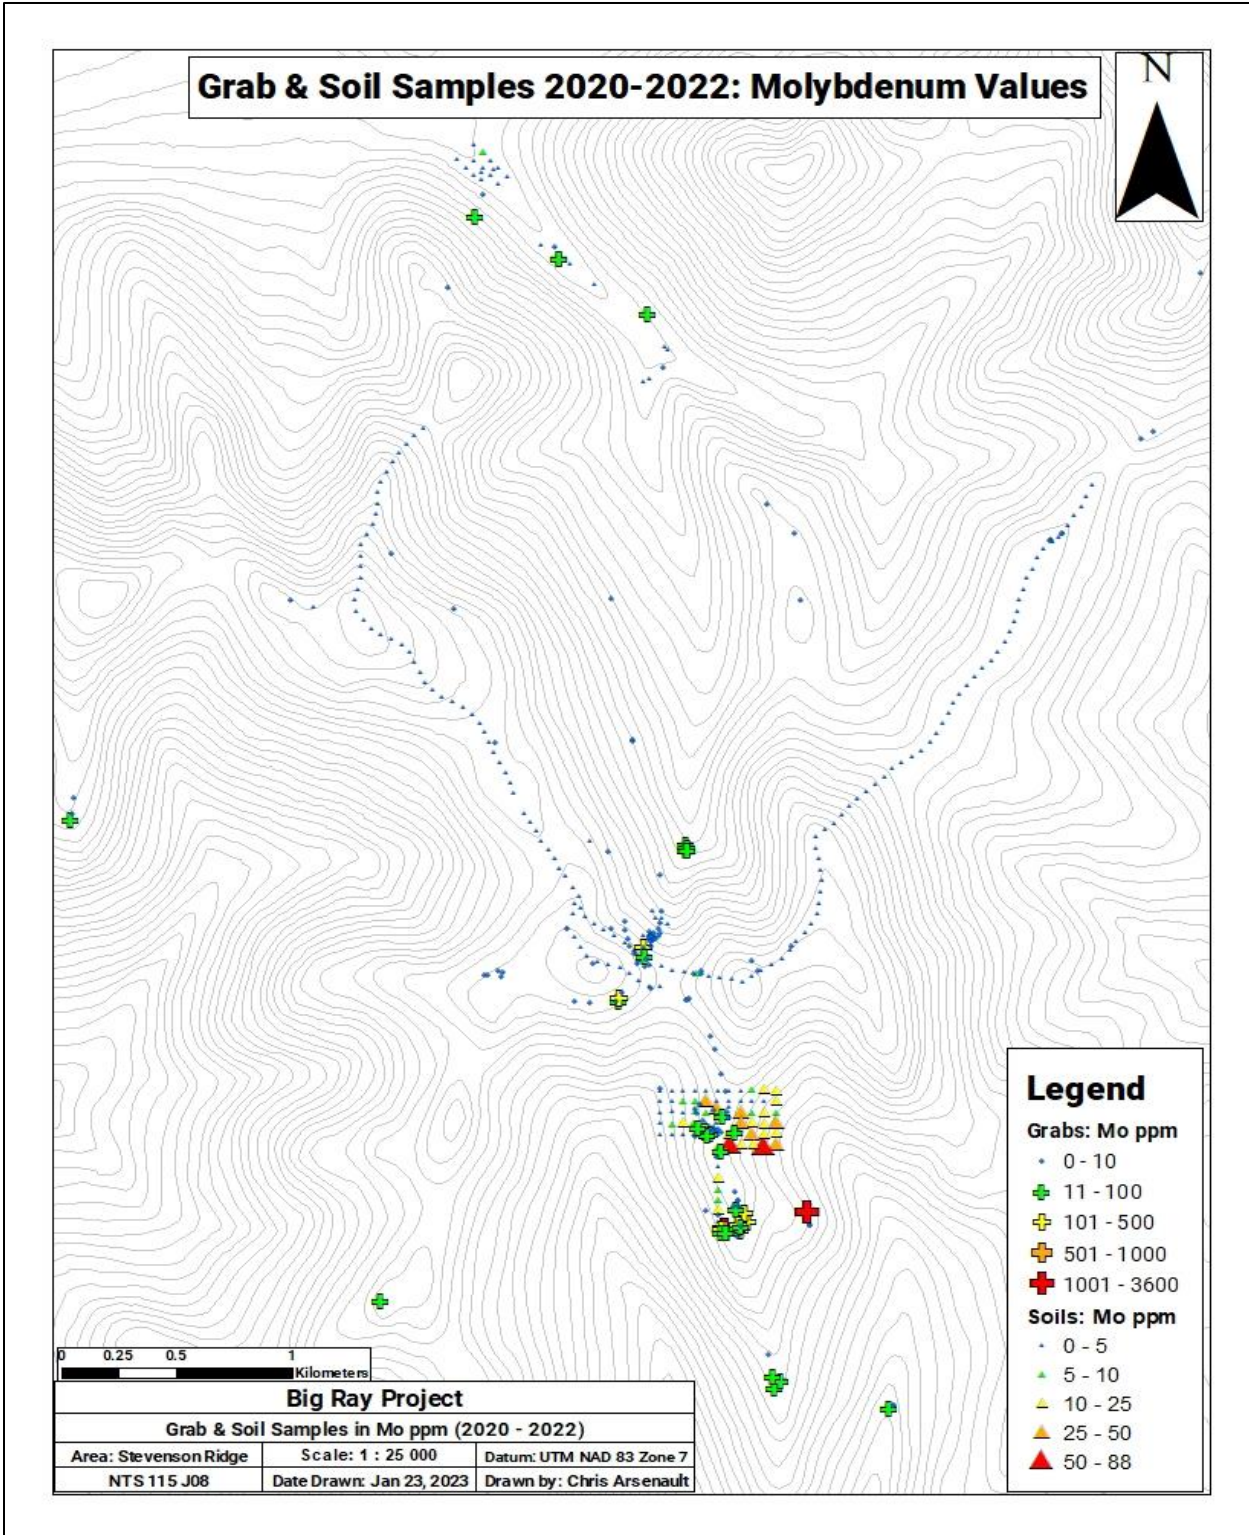 Grab & Soil Samples 2020-2022: Molybdenum Values
N
Legend
Grabs: Mo ppm
0 - 10
11 - 100
101 - 500
501 - 1000
1001 - 3600
Soils: Mo ppm
0 - 5
5 - 10
10 - 25
25 - 50
50 - 88
0 0.25 0.5 1
Kilometers
Big Ray Project
Grab & Soil Samples in Mo ppm (2020 - 2022)
Area: Stevenson Ridge Scale: 1 : 25 000 Datum: UTM NAD 83 Zone 7
NTS 115 J08 Date Drawn: Jan 23, 2023 Drawn by: Chris Arsenault